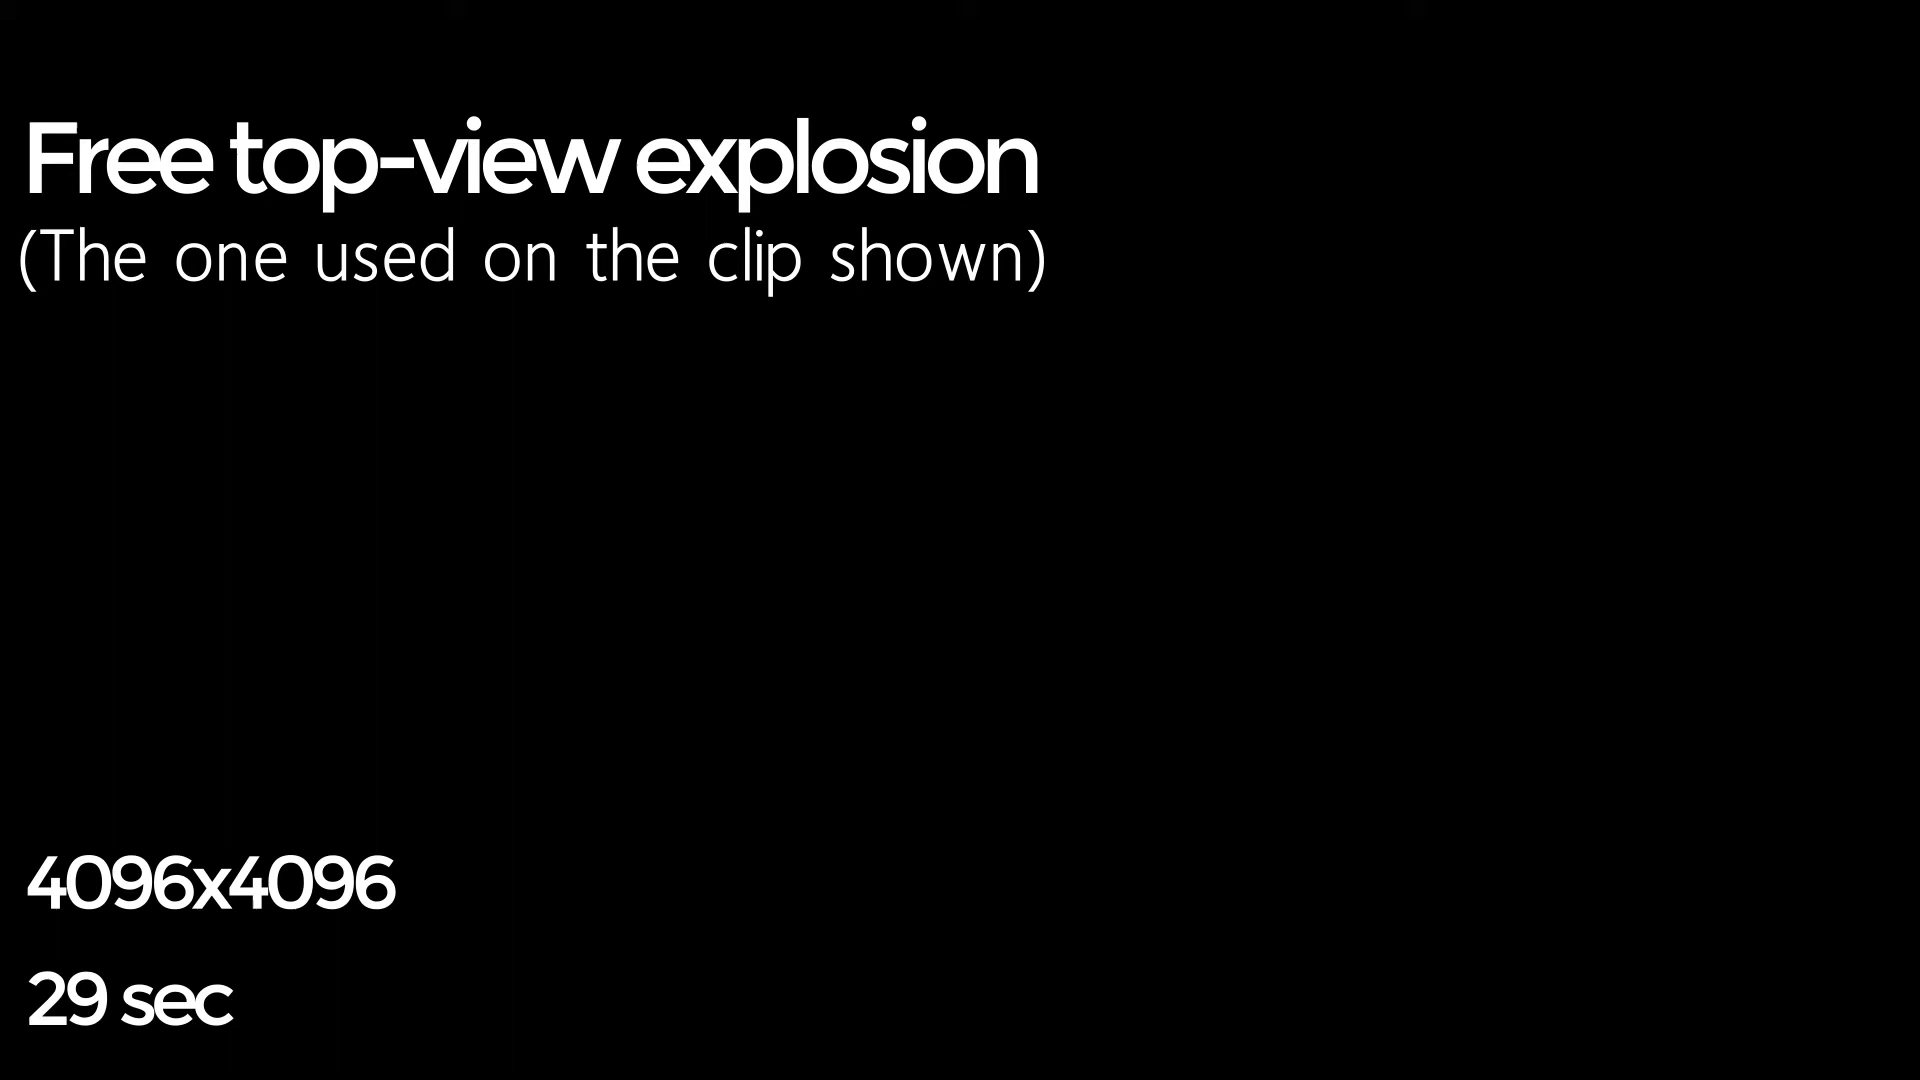 Free top-view explosion
(The one used on the clip shown)
4096x4096
29 sec